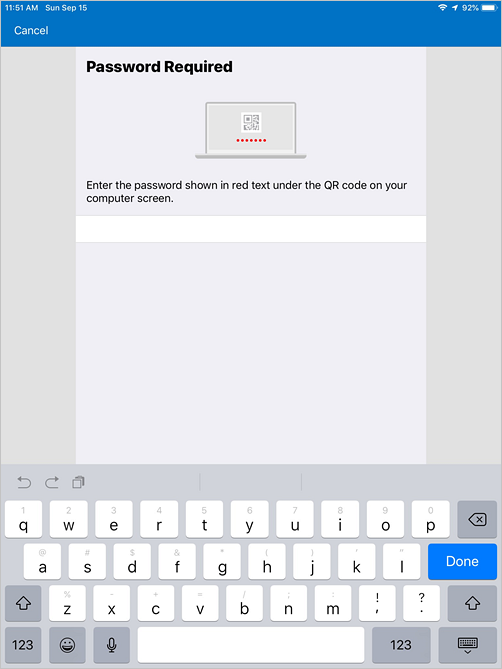 11:51 AM Sun Sep 15 92%
Cancel
Password Required
Enter the password shown in red text under the QR code on your
computer screen.
1 2 3 4 5 6 7 8 9 0
q w e r t y u i o p
@ # $ & * ( ) ' "
a s d f g h j k l Done
% - + = / ; : ! ?
z x c v b n m , .
123 123